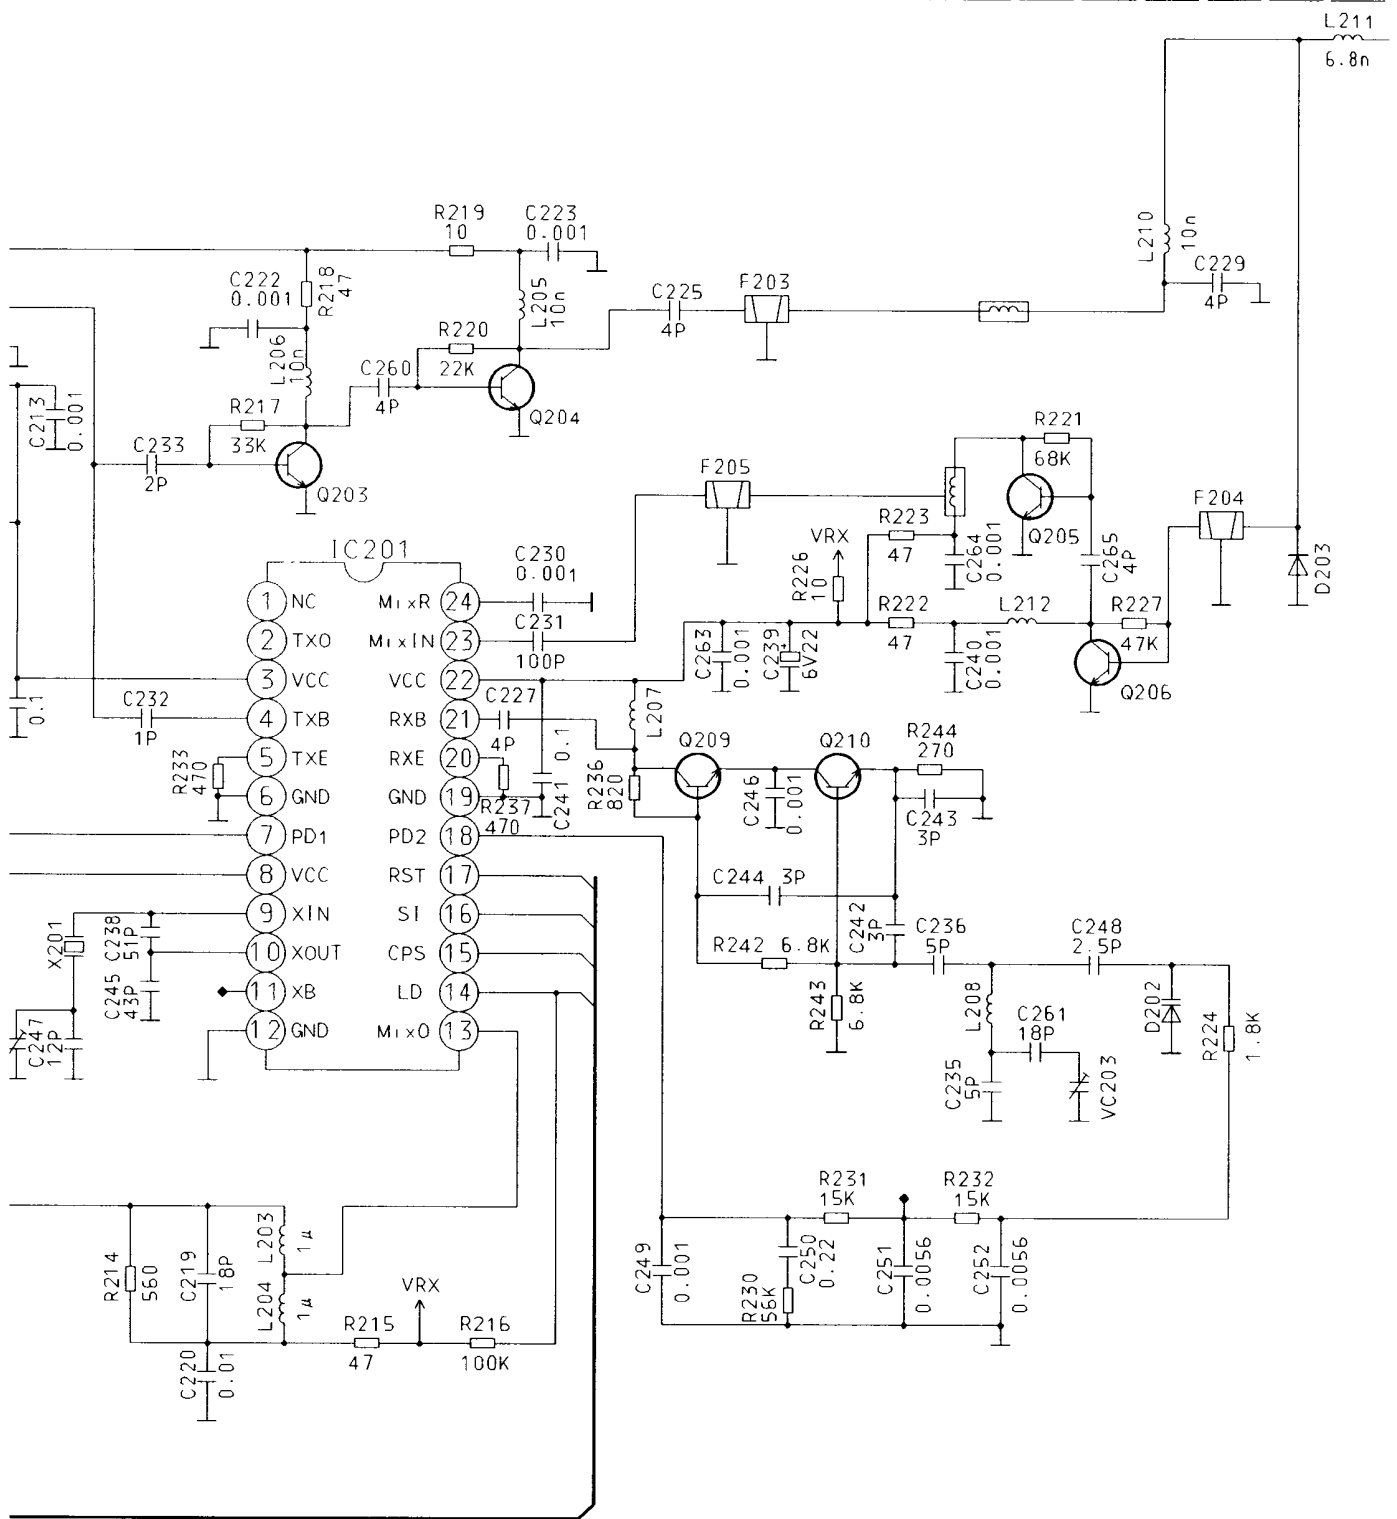 L211
6.8n
R219
10
C223
0.001
L210
10n
C222
0.001
R218
47
L205
10n
C225
4P
F203
C229
4P
L206
10n
R220
22K
C260
4P
Q204
C213
0.001
R217
33K
C233
2P
Q203
R221
68K
F205
F204
Q205
R223
47
C264
0.001
C265
4P
VRX
R226
10
D203
IC201
C230
0.001
1 NC
MixR 24
C231
100P
2 TXO
MixIN 23
L212
R227
47K
R222
47
C263
0.001
C239
+
6V22
C240
0.001
Q206
3 VCC
VCC 22
0.1
C232
1P
4 TXB
RXB 21
C227
4P
L207
R233
470
5 TXE
RXE 20
C241 0.1
R236
820
Q209
Q210
R244
270
6 GND
GND 19
R237
470
C246
0.001
C243
3P
7 PD1
PD2 18
8 VCC
RST 17
C244 3P
9 XIN
SI 16
X201
C238
51P
C242
3P
C236
5P
C248
2.5P
R242 6.8K
10 XOUT
CPS 15
C245
43P
11 XB
LD 14
R243
6.8K
L208
C261
18P
D202
R224
1.8K
C247
12P
12 GND
MixO 13
C235
5P
VC203
R231
15K
R232
15K
R214
560
C219
18P
L203
1μ
L204
1μ
C249
0.001
C250
0.22
R230
56K
C251
0.0056
C252
0.0056
VRX
R215
47
R216
100K
C220
0.01